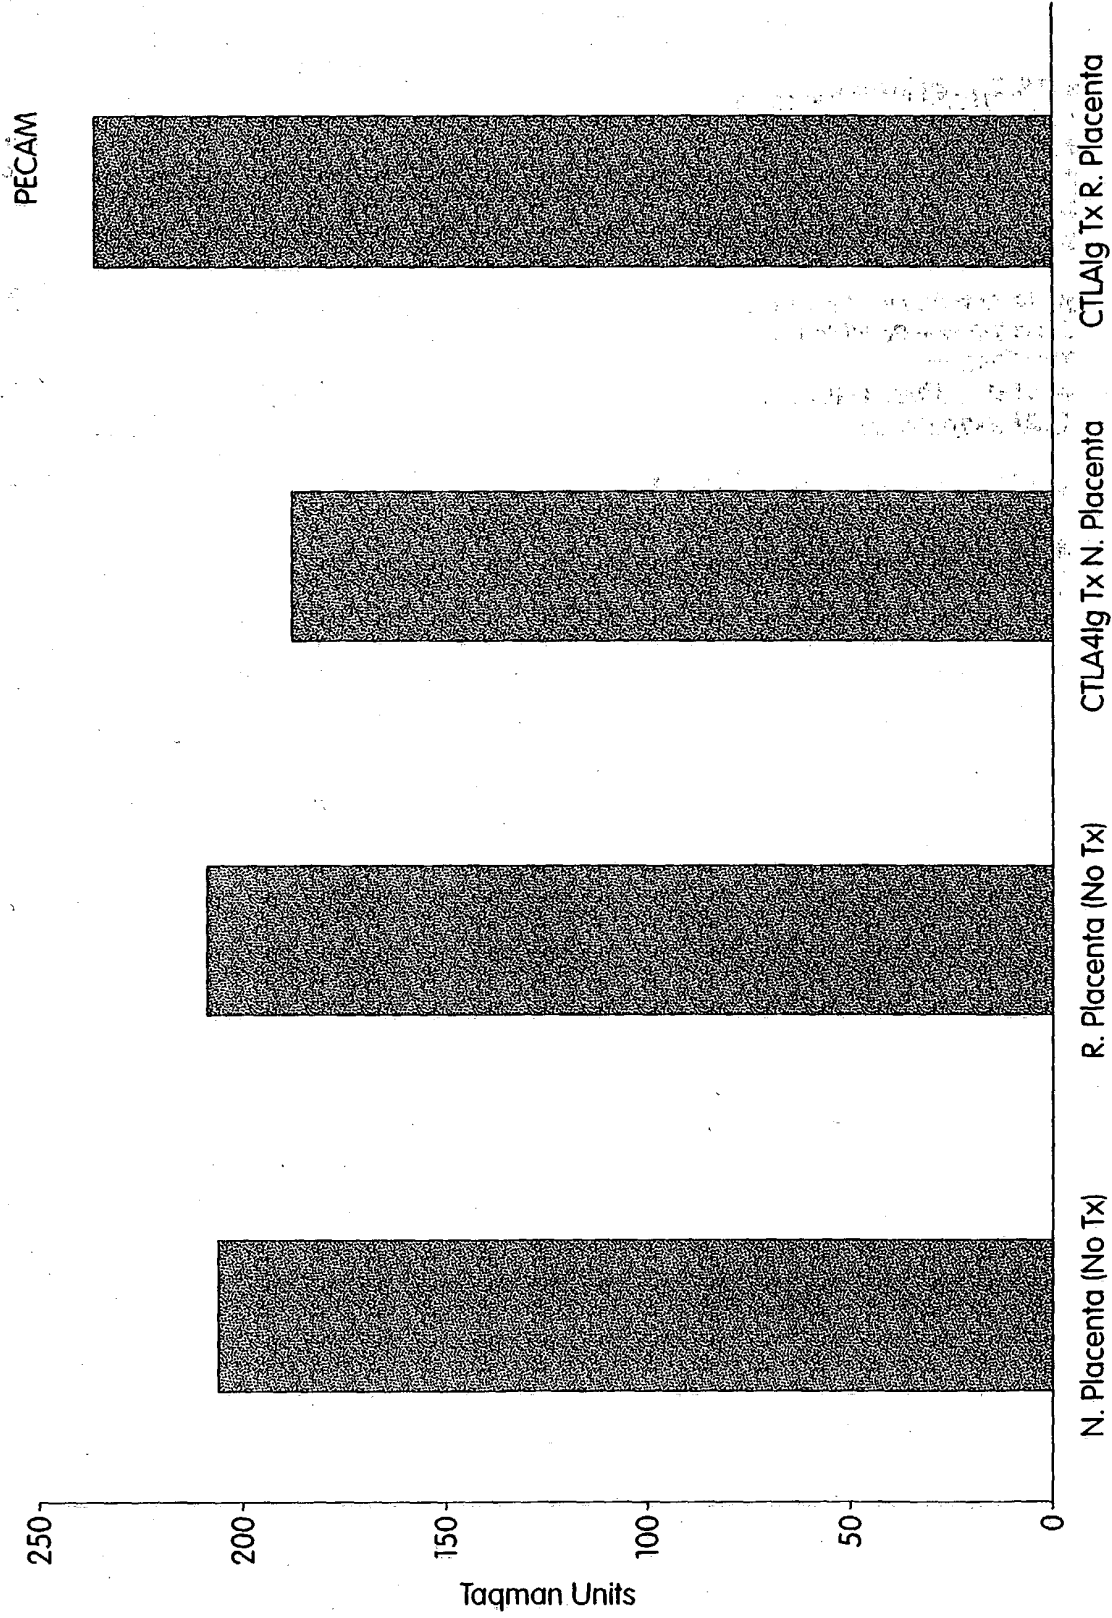 PECAM
250
200
150
100
50
0
Taqman Units
N. Placenta (No Tx)
R. Placenta (No Tx)
CTLA4Ig Tx N. Placenta
CTLAIg Tx R. Placenta